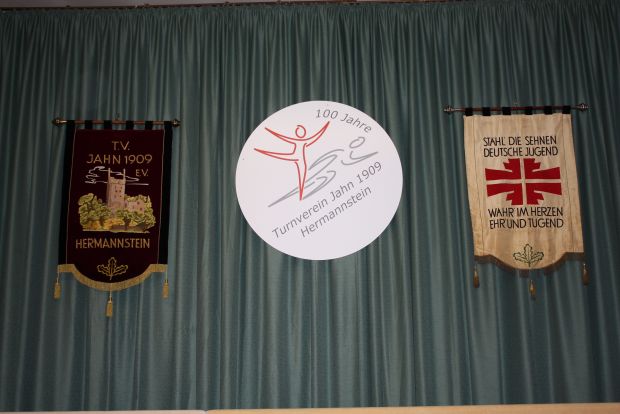 T.V.
JAHN 1909
E.V.
HERMANNSTEIN
100 Jahre
Turnverein Jahn 1909
Hermannstein
STAHL DIE SEHNEN
DEUTSCHE JUGEND
WAHR' IM HERZEN
EHR' UND TUGEND